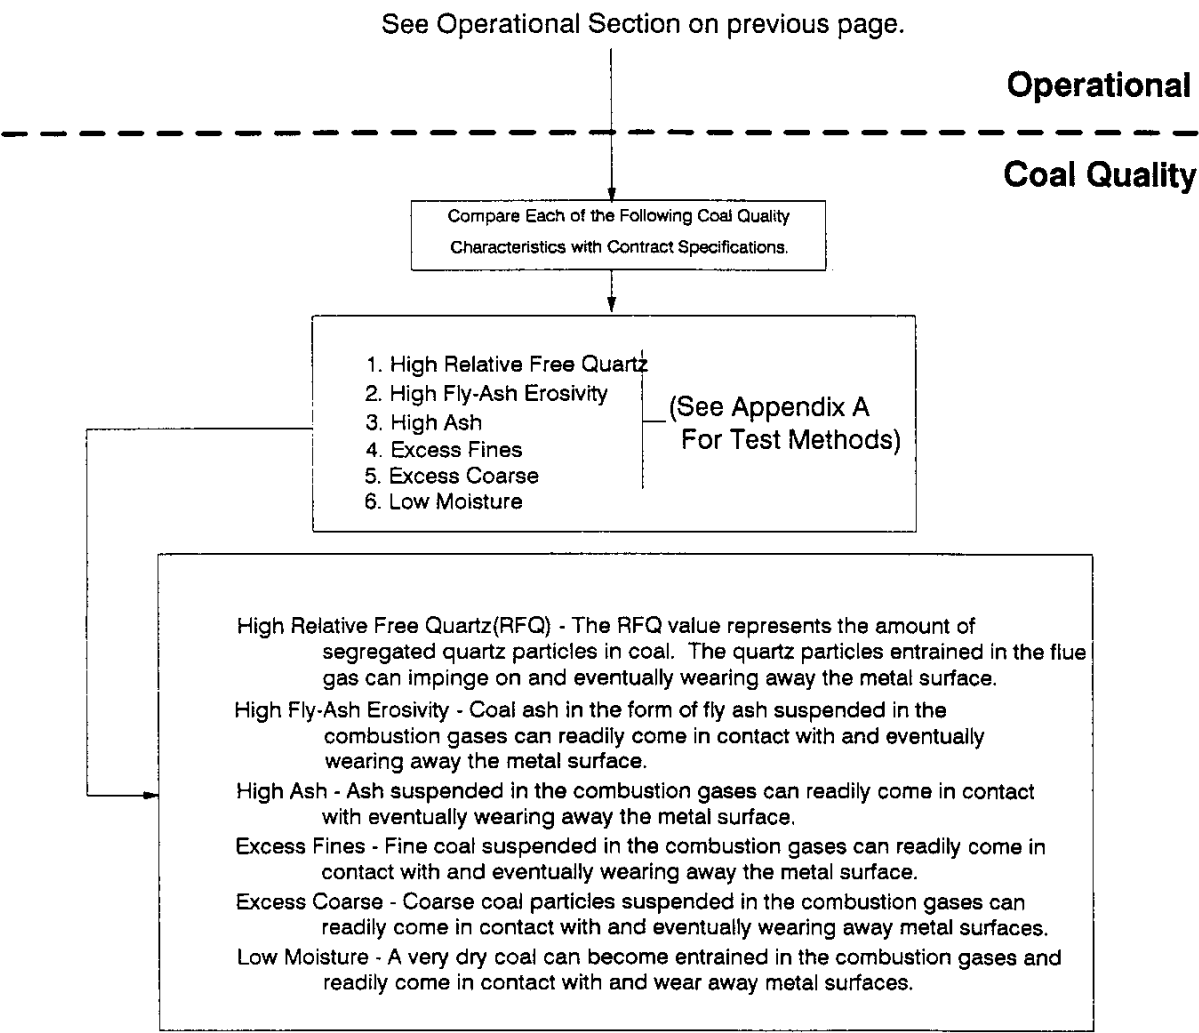 See Operational Section on previous page.
Operational
Coal Quality
Compare Each of the Following Coal Quality
Characteristics with Contract Specifications.
1. High Relative Free Quartz
2. High Fly-Ash Erosivity
3. High Ash
4. Excess Fines
5. Excess Coarse
6. Low Moisture
(See Appendix A
For Test Methods)
High Relative Free Quartz(RFQ) - The RFQ value represents the amount of
segregated quartz particles in coal. The quartz particles entrained in the flue
gas can impinge on and eventually wearing away the metal surface.
High Fly-Ash Erosivity - Coal ash in the form of fly ash suspended in the
combustion gases can readily come in contact with and eventually
wearing away the metal surface.
High Ash - Ash suspended in the combustion gases can readily come in contact
with eventually wearing away the metal surface.
Excess Fines - Fine coal suspended in the combustion gases can readily come in
contact with and eventually wearing away the metal surface.
Excess Coarse - Coarse coal particles suspended in the combustion gases can
readily come in contact with and eventually wearing away metal surfaces.
Low Moisture - A very dry coal can become entrained in the combustion gases and
readily come in contact with and wear away metal surfaces.